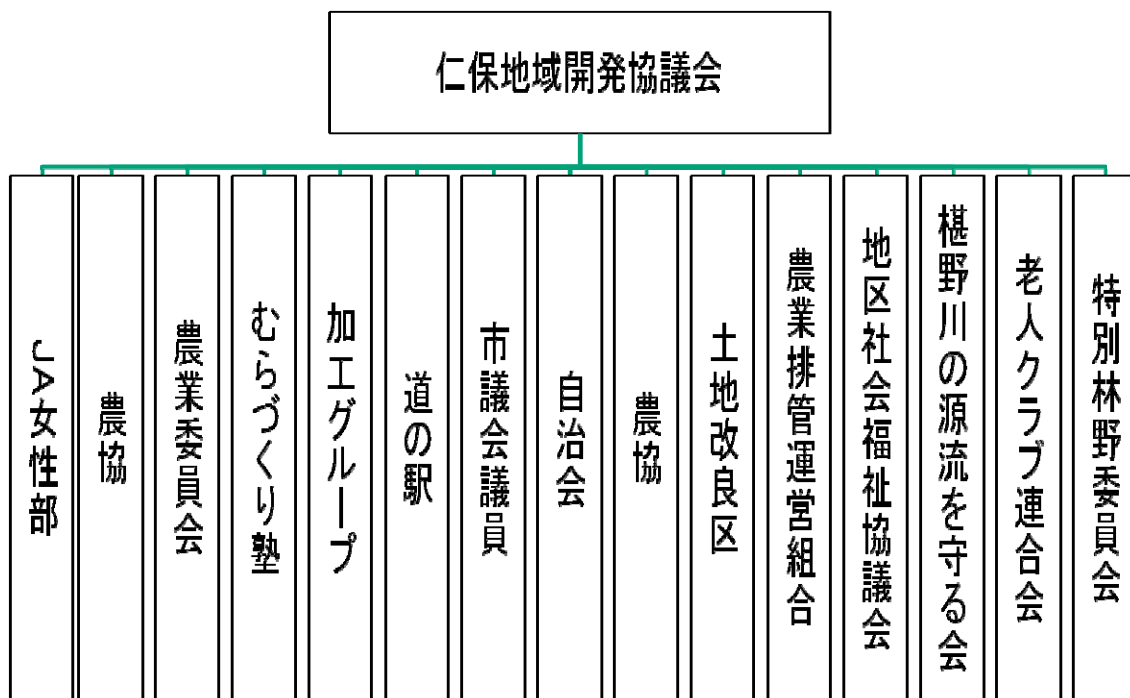 仁保地域開発協議会
JA女性部
農協
農業委員会
むらづくり塾
加工グループ
道の駅
市議会議員
自治会
農協
土地改良区
農業排管運営組合
地区社会福祉協議会
椹野川の源流を守る会
老人クラブ連合会
特別林野委員会